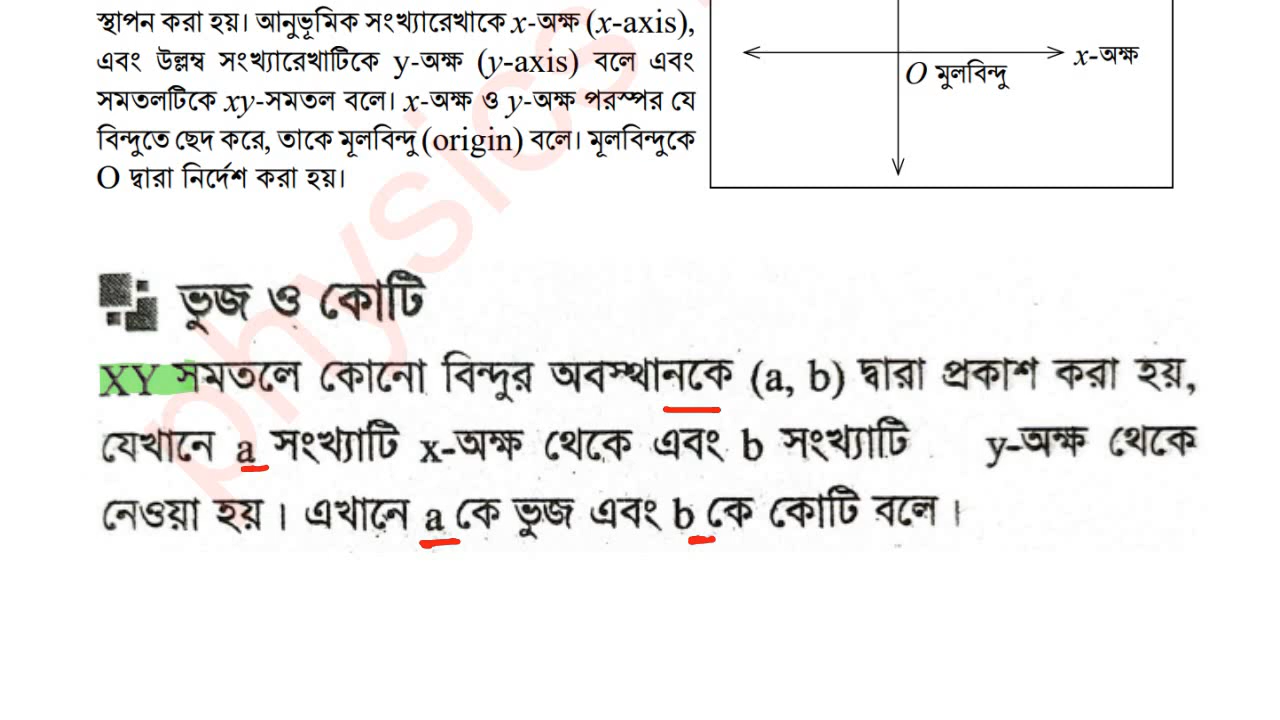 স্থাপন করা হয়। আনুভূমিক সংখ্যারেখাকে x-অক্ষ (x-axis),
এবং উল্লম্ব সংখ্যারেখাটিকে y-অক্ষ (y-axis) বলে এবং
সমতলটিকে xy-সমতল বলে। x-অক্ষ ও y-অক্ষ পরস্পর যে
বিন্দুতে ছেদ করে, তাকে মূলবিন্দু (origin) বলে। মূলবিন্দুকে
O দ্বারা নির্দেশ করা হয়।
x-অক্ষ
O মুলবিন্দু
physics
ভুজ ও কোটি
XY সমতলে কোনো বিন্দুর অবস্থানকে (a, b) দ্বারা প্রকাশ করা হয়,
যেখানে a সংখ্যাটি x-অক্ষ থেকে এবং b সংখ্যাটি y-অক্ষ থেকে
নেওয়া হয়। এখানে a কে ভুজ এবং b কে কোটি বলে।